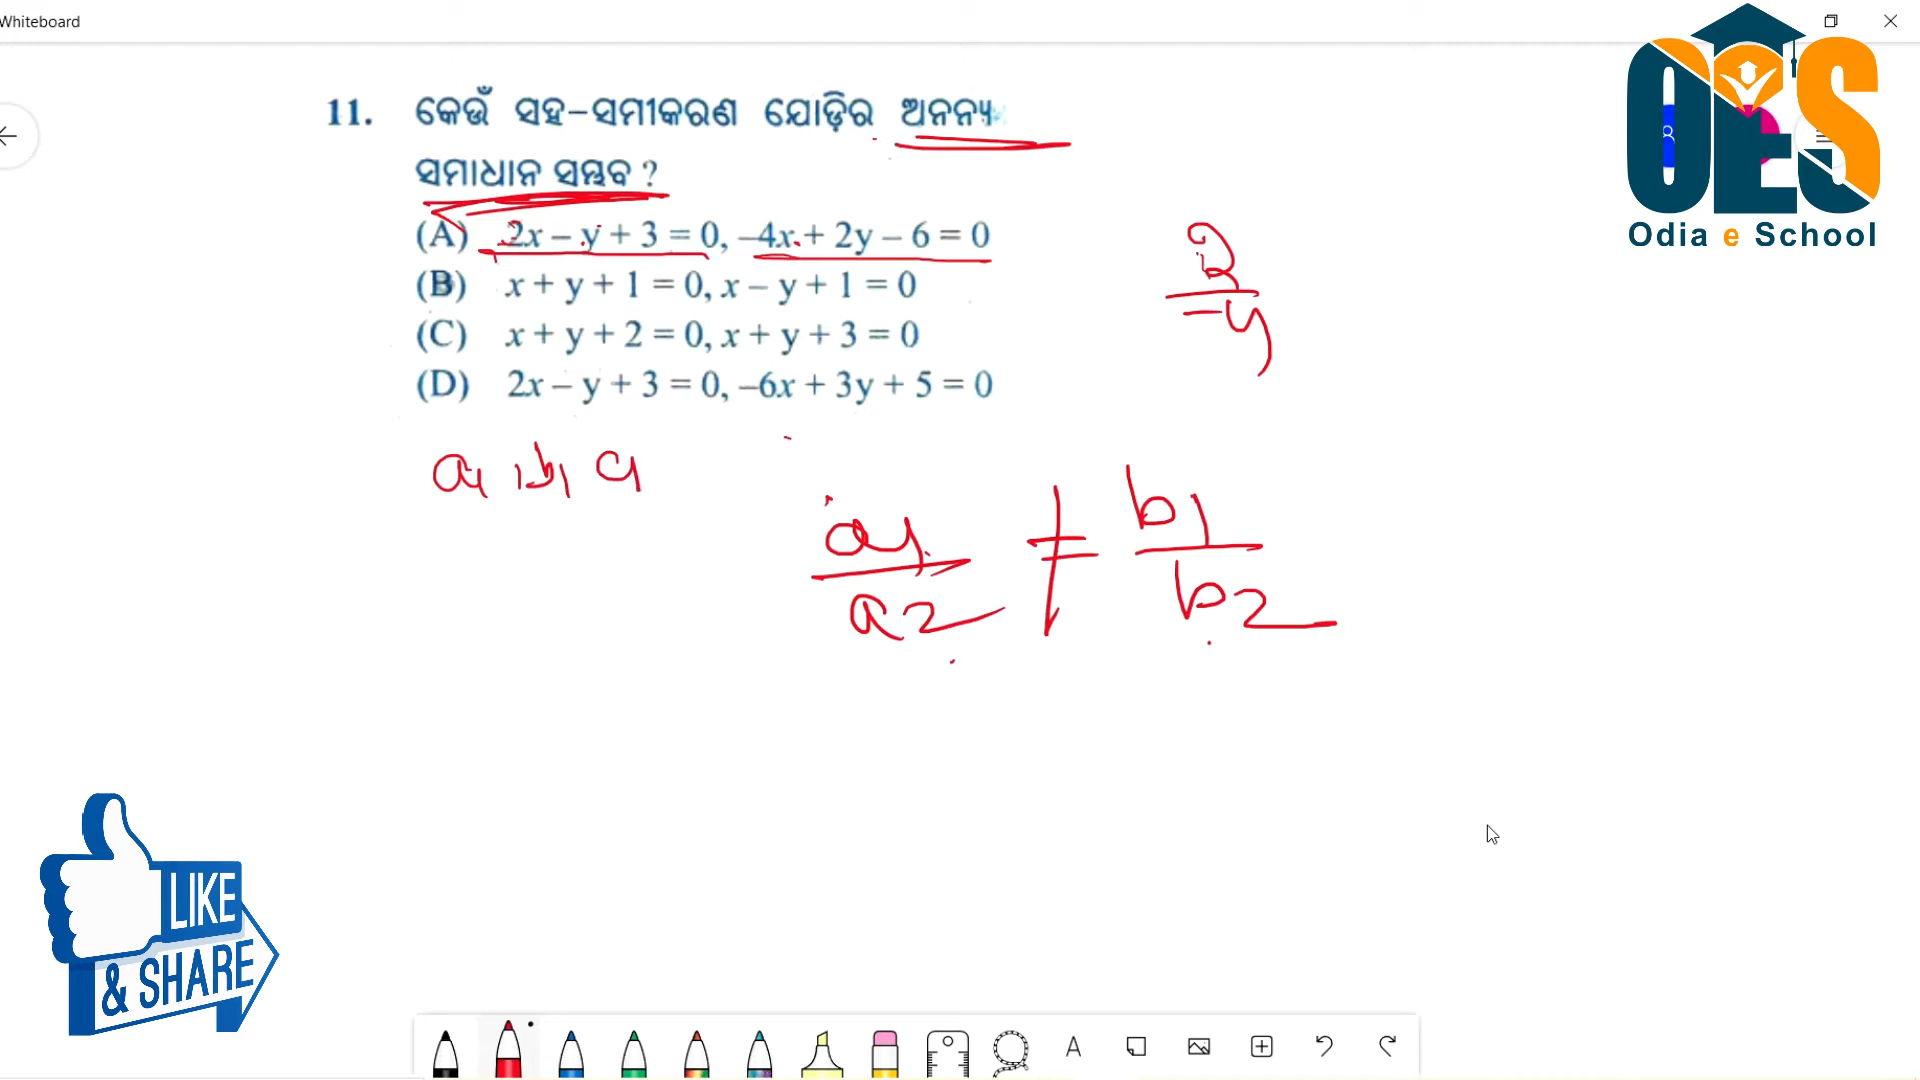 Whiteboard
11. କେଉଁ ସହ-ସମୀକରଣ ଯୋଡ଼ିର ଅନନ୍ୟ
ସମାଧାନ ସମ୍ଭବ ?
(A) 2x – y + 3 = 0, –4x + 2y – 6 = 0
(B) x + y + 1 = 0, x – y + 1 = 0
(C) x + y + 2 = 0, x + y + 3 = 0
(D) 2x – y + 3 = 0, –6x + 3y + 5 = 0
2
-4
a1 b1 c1
a1 ≠ b1
a2 b2
OES
Odia e School
LIKE
& SHARE